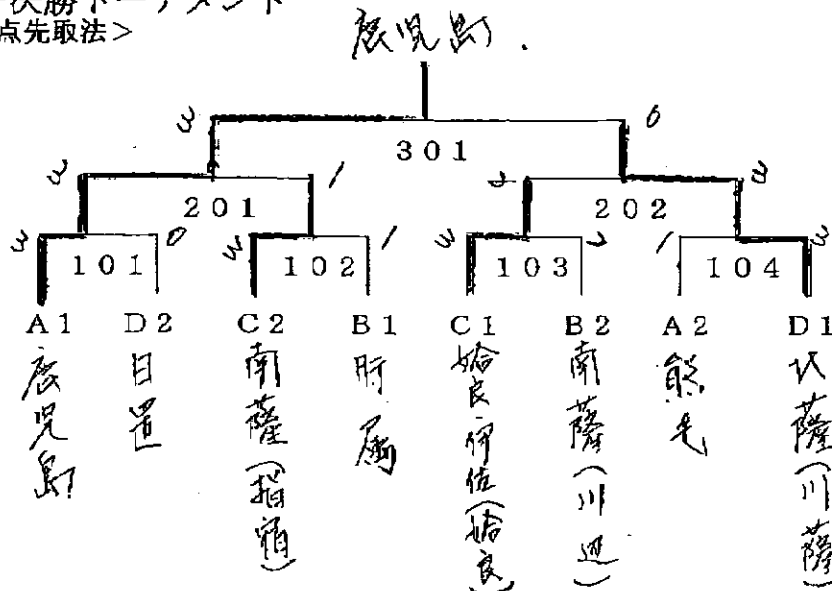 決勝トーナメント
点先取法>
鹿児島.
3 0
301
3 1 2 3
201 202
3 0 3 1 3 2 1 3
101 102 103 104
A1 D2 C2 B1 C1 B2 A2 D1
鹿児島
日置
南薩(指宿)
肝属
姶良伊佐(姶良)
南薩(川辺)
熊毛
北薩(川薩)